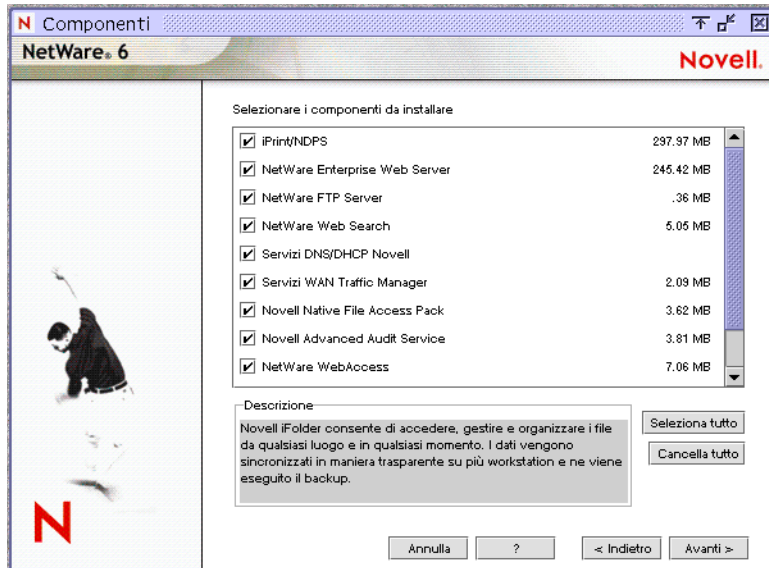 N Componenti
NetWare® 6
Novell.
Selezionare i componenti da installare
iPrint/NDPS 297.97 MB
NetWare Enterprise Web Server 245.42 MB
NetWare FTP Server .36 MB
NetWare Web Search 5.05 MB
Servizi DNS/DHCP Novell
Servizi WAN Traffic Manager 2.09 MB
Novell Native File Access Pack 3.62 MB
Novell Advanced Audit Service 3.81 MB
NetWare WebAccess 7.06 MB
Descrizione
Novell iFolder consente di accedere, gestire e organizzare i file
da qualsiasi luogo e in qualsiasi momento. I dati vengono
sincronizzati in maniera trasparente su più workstation e ne viene
eseguito il backup.
Seleziona tutto
Cancella tutto
N
Annulla ? < Indietro Avanti >